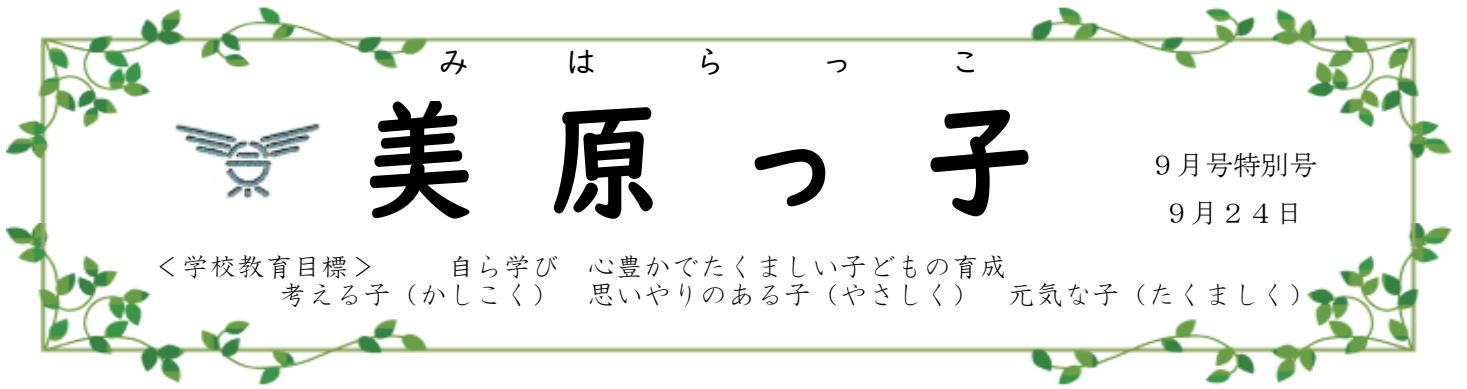 みはらっこ
美原っ子
９月号特別号
９月２４日
＜学校教育目標＞　　自ら学び　心豊かでたくましい子どもの育成
考える子（かしこく）　思いやりのある子（やさしく）　元気な子（たくましく）